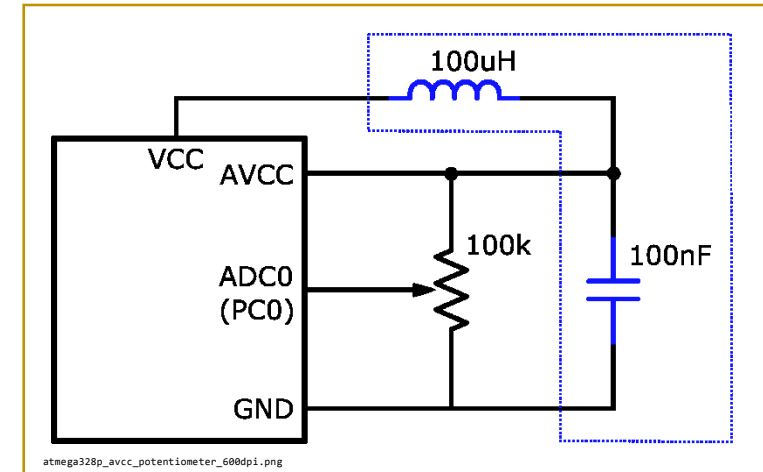 100uH
VCC
AVCC
100k
100nF
ADC0
(PC0)
GND
atmega328p_avcc_potentiometer_600dpi.png